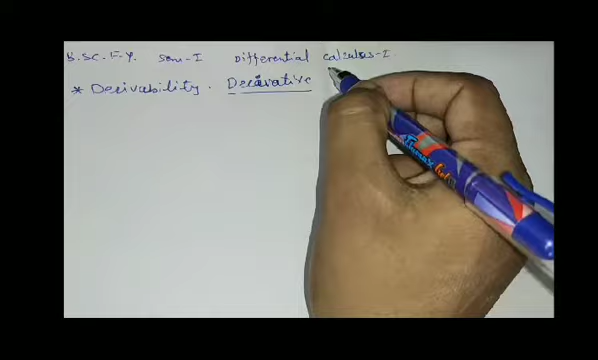 B.SC. F.Y. Sem-I Differential Calculus-I
* Derivability. Derivative